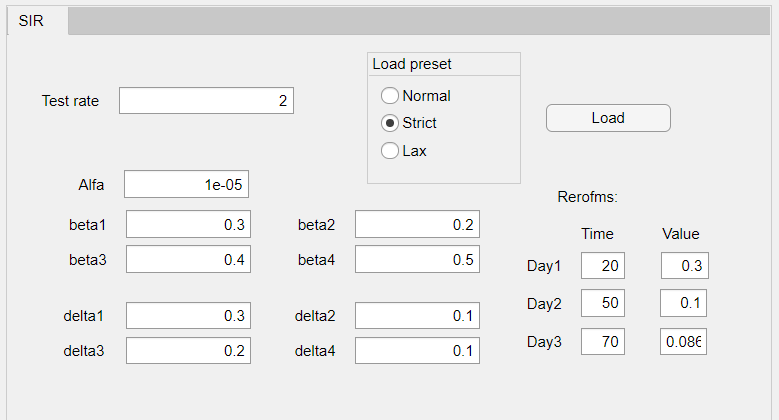 SIR
Load preset
Test rate 2
Normal
Strict
Load
Lax
Alfa 1e-05
Rerofms:
beta1 0.3 beta2 0.2
Time Value
beta3 0.4 beta4 0.5
Day1 20 0.3
Day2 50 0.1
delta1 0.3 delta2 0.1
Day3 70 0.086
delta3 0.2 delta4 0.1